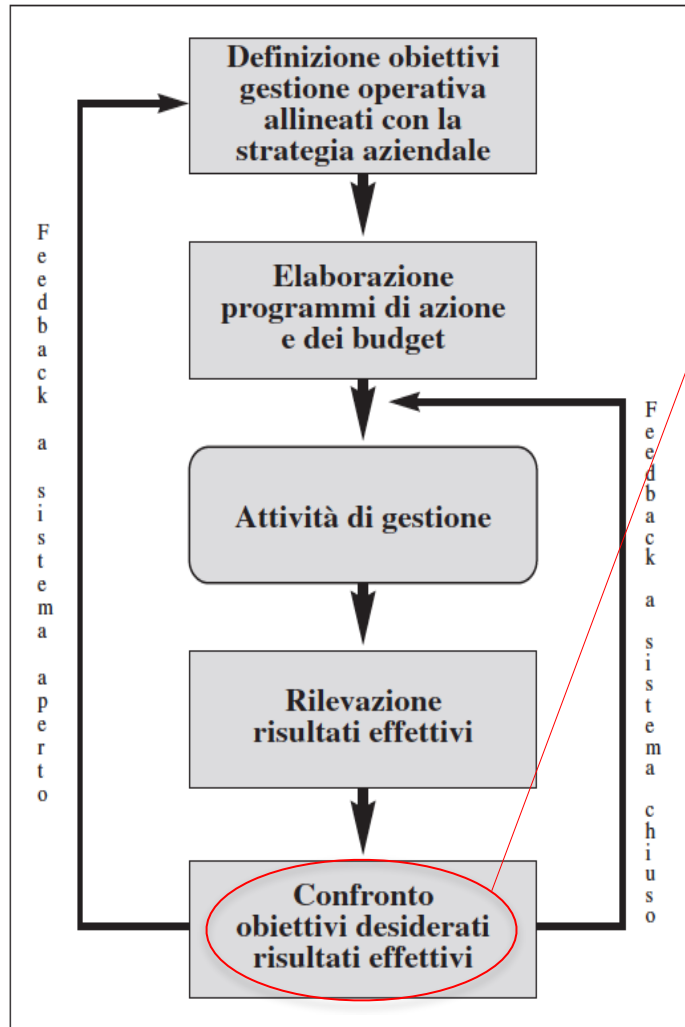 Definizione obiettivi
gestione operativa
allineati con la
strategia aziendale
Elaborazione
programmi di azione
e dei budget
Attività di gestione
Rilevazione
risultati effettivi
Confronto
obiettivi desiderati
risultati effettivi
Feedback a sistema aperto
Feedback a sistema chiuso